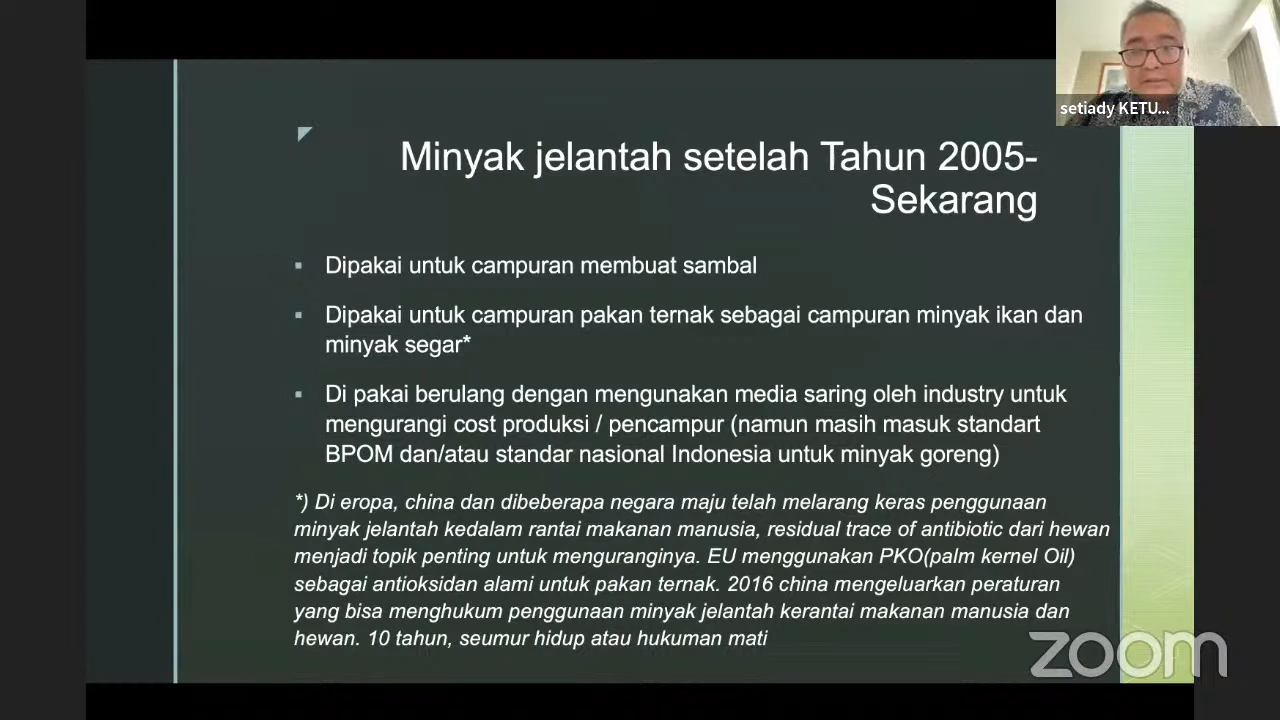 setiady KETU...
Minyak jelantah setelah Tahun 2005-
Sekarang
▪ Dipakai untuk campuran membuat sambal
▪ Dipakai untuk campuran pakan ternak sebagai campuran minyak ikan dan
minyak segar*
▪ Di pakai berulang dengan mengunakan media saring oleh industry untuk
mengurangi cost produksi / pencampur (namun masih masuk standart
BPOM dan/atau standar nasional Indonesia untuk minyak goreng)
*) Di eropa, china dan dibeberapa negara maju telah melarang keras penggunaan
minyak jelantah kedalam rantai makanan manusia, residual trace of antibiotic dari hewan
menjadi topik penting untuk menguranginya. EU menggunakan PKO(palm kernel Oil)
sebagai antioksidan alami untuk pakan ternak. 2016 china mengeluarkan peraturan
yang bisa menghukum penggunaan minyak jelantah kerantai makanan manusia dan
hewan. 10 tahun, seumur hidup atau hukuman mati
zoom